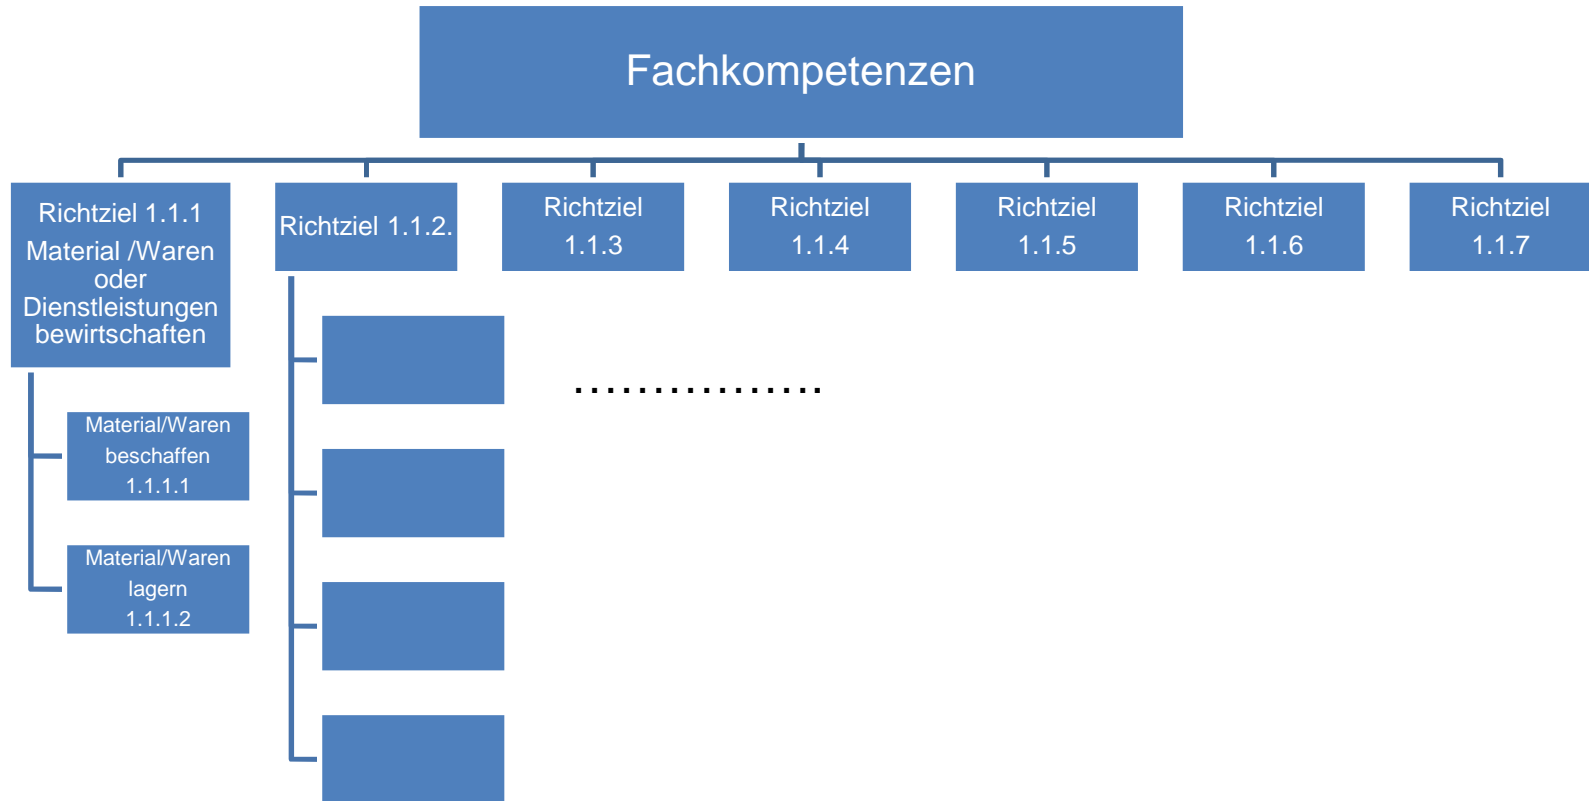 Fachkompetenzen
Richtziel 1.1.1
Material /Waren
oder
Dienstleistungen
bewirtschaften
Richtziel 1.1.2.
Richtziel
1.1.3
Richtziel
1.1.4
Richtziel
1.1.5
Richtziel
1.1.6
Richtziel
1.1.7
Material/Waren
beschaffen
1.1.1.1
Material/Waren
lagern
1.1.1.2
................